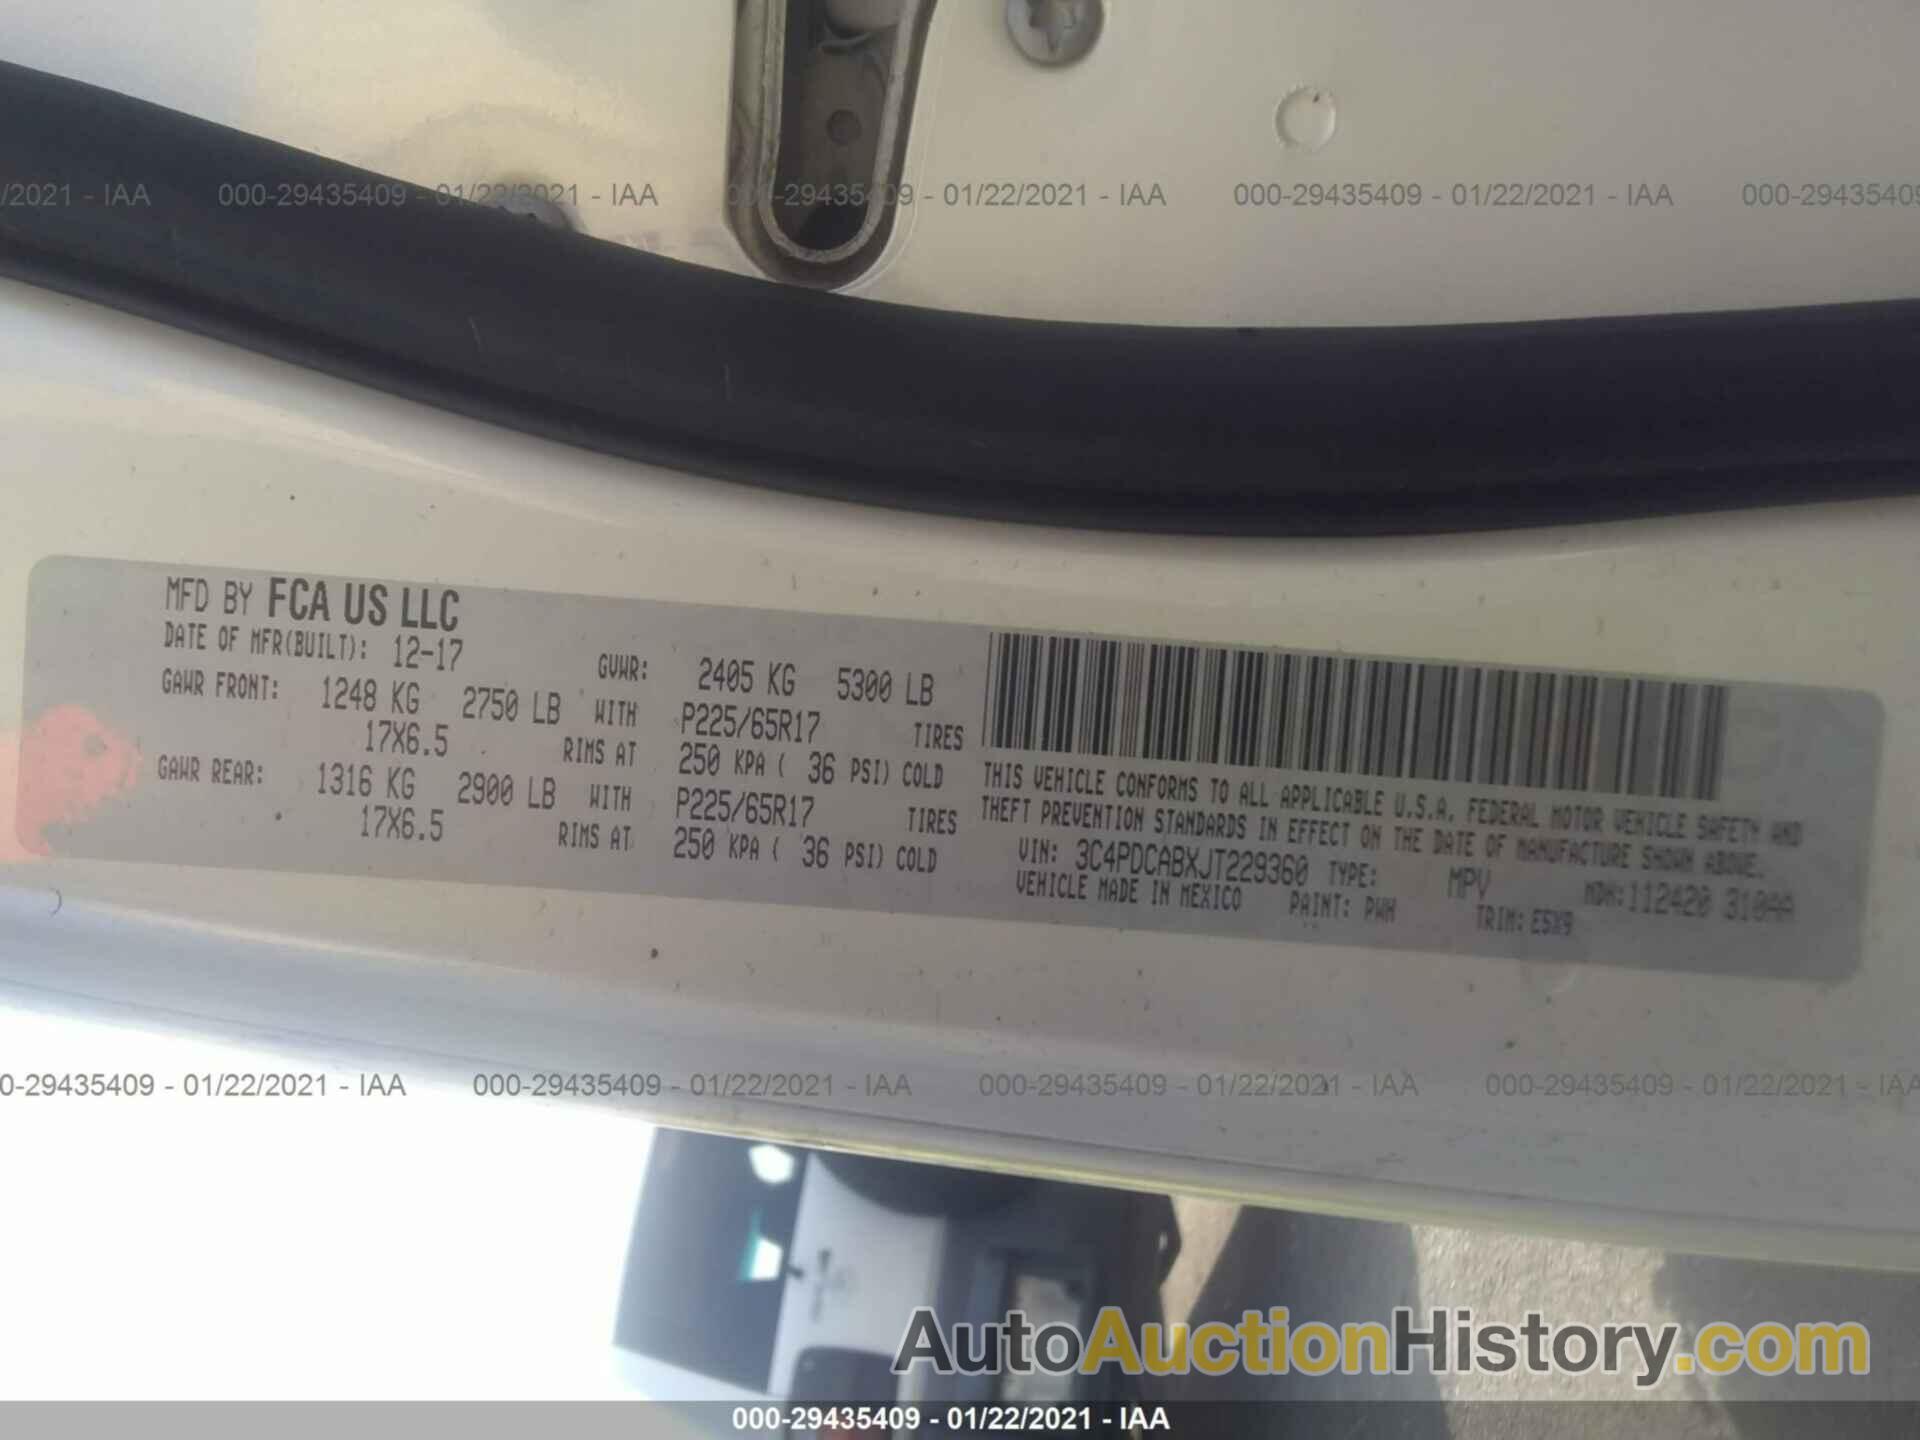 /2021 - IAA 000-29435409 - 01/22/2021 - IAA 000-29435409 - 01/22/2021 - IAA 000-29435409 - 01/22/2021 - IAA 000-29435409
MFD BY FCA US LLC
DATE OF MFR(BUILT): 12-17 GVWR: 2405 KG 5300 LB
GAWR FRONT: 1248 KG 2750 LB WITH P225/65R17 TIRES
17X6.5 RIMS AT 250 KPA ( 36 PSI) COLD
GAWR REAR: 1316 KG 2900 LB WITH P225/65R17 TIRES
17X6.5 RIMS AT 250 KPA ( 36 PSI) COLD
THIS VEHICLE CONFORMS TO ALL APPLICABLE U.S.A. FEDERAL MOTOR VEHICLE SAFETY AND
THEFT PREVENTION STANDARDS IN EFFECT ON THE DATE OF MANUFACTURE SHOWN ABOVE.
VIN: 3C4PDCABXJT229360 TYPE: MPV MDH:112420 310AA
VEHICLE MADE IN MEXICO PAINT: PWH TRIM: E5X9
0-29435409 - 01/22/2021 - IAA 000-29435409 - 01/22/2021 - IAA 000-29435409 - 01/22/2021 - IAA 000-29435409 - 01/22/2021 - IAA
AutoAuctionHistory.com
000-29435409 - 01/22/2021 - IAA